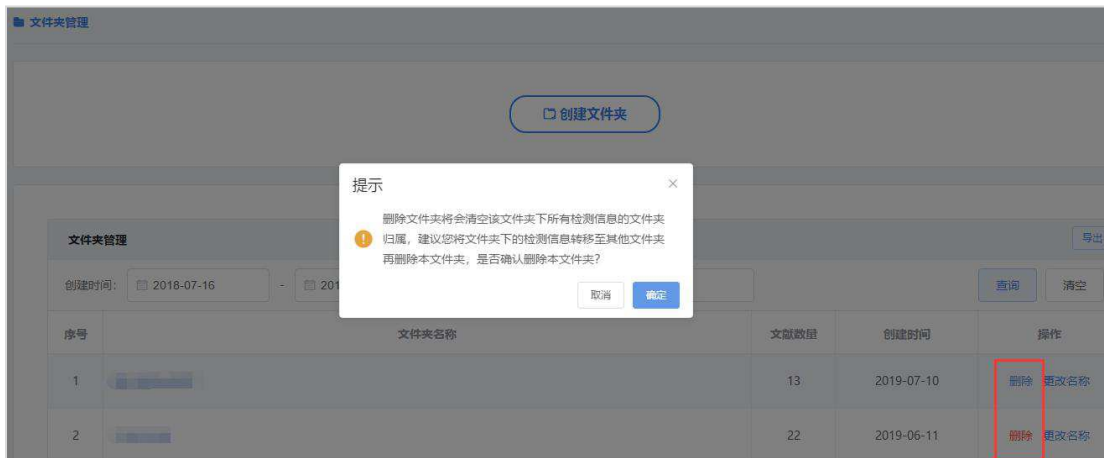 文件夹管理
创建文件夹
提示
删除文件夹将会清空该文件夹下所有检测信息的文件夹
归属，建议您将文件夹下的检测信息转移至其他文件夹
再删除本文件夹，是否确认删除本文件夹？
取消 确定
文件夹管理 导出
创建时间： 2018-07-16 - 201 查询 清空
序号 文件夹名称 文献数量 创建时间 操作
1 13 2019-07-10 删除 更改名称
2 22 2019-06-11 删除 更改名称